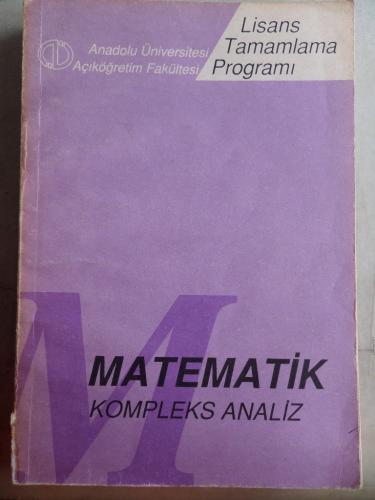 Anadolu Üniversitesi
Açıköğretim Fakültesi
Lisans
Tamamlama
Programı
M
MATEMATİK
KOMPLEKS ANALİZ